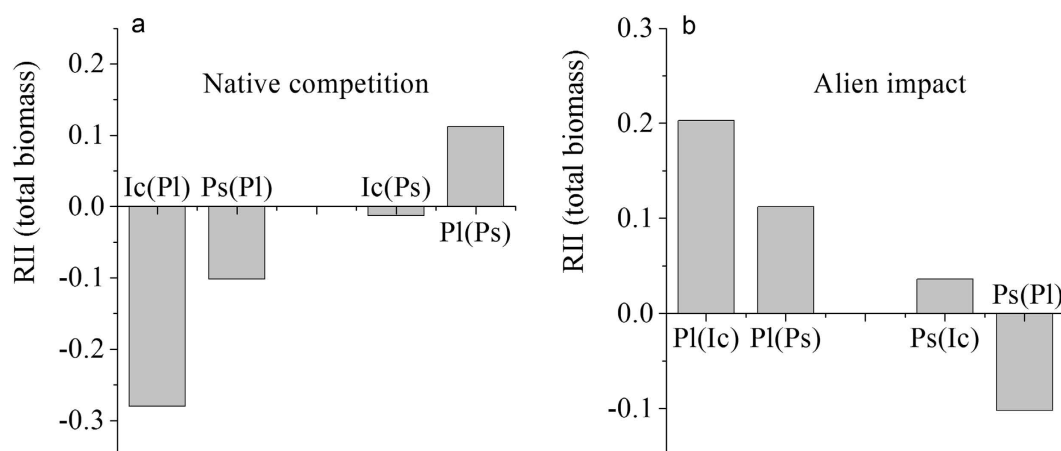 a
Native competition
RII (total biomass)
0.2
0.1
0.0
-0.1
-0.2
-0.3
Ic(Pl) Ps(Pl) Ic(Ps)
Pl(Ps)
b
Alien impact
RII (total biomass)
0.3
0.2
0.1
0.0
-0.1
Ps(Pl)
Pl(Ic) Pl(Ps) Ps(Ic)